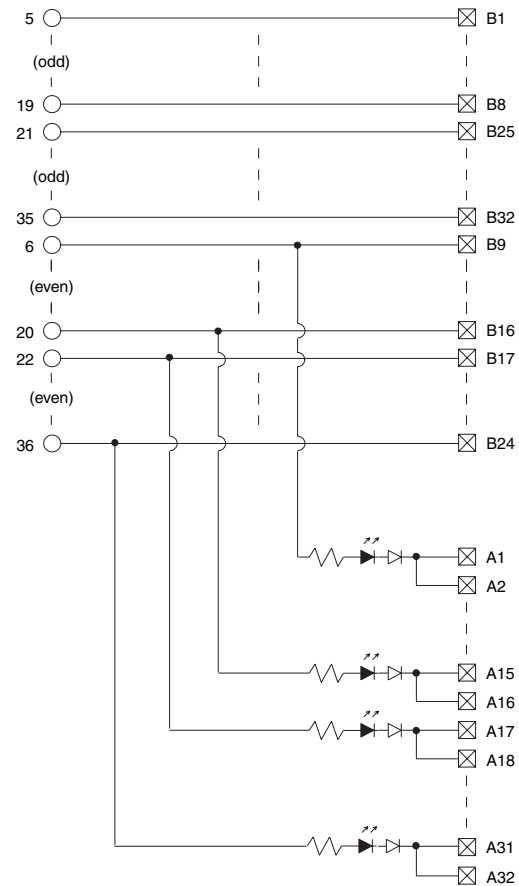 5 B1
(odd)
19 B8
21 B25
(odd)
35 B32
6 B9
(even)
20 B16
22 B17
(even)
36 B24
A1
A2
A15
A16
A17
A18
A31
A32